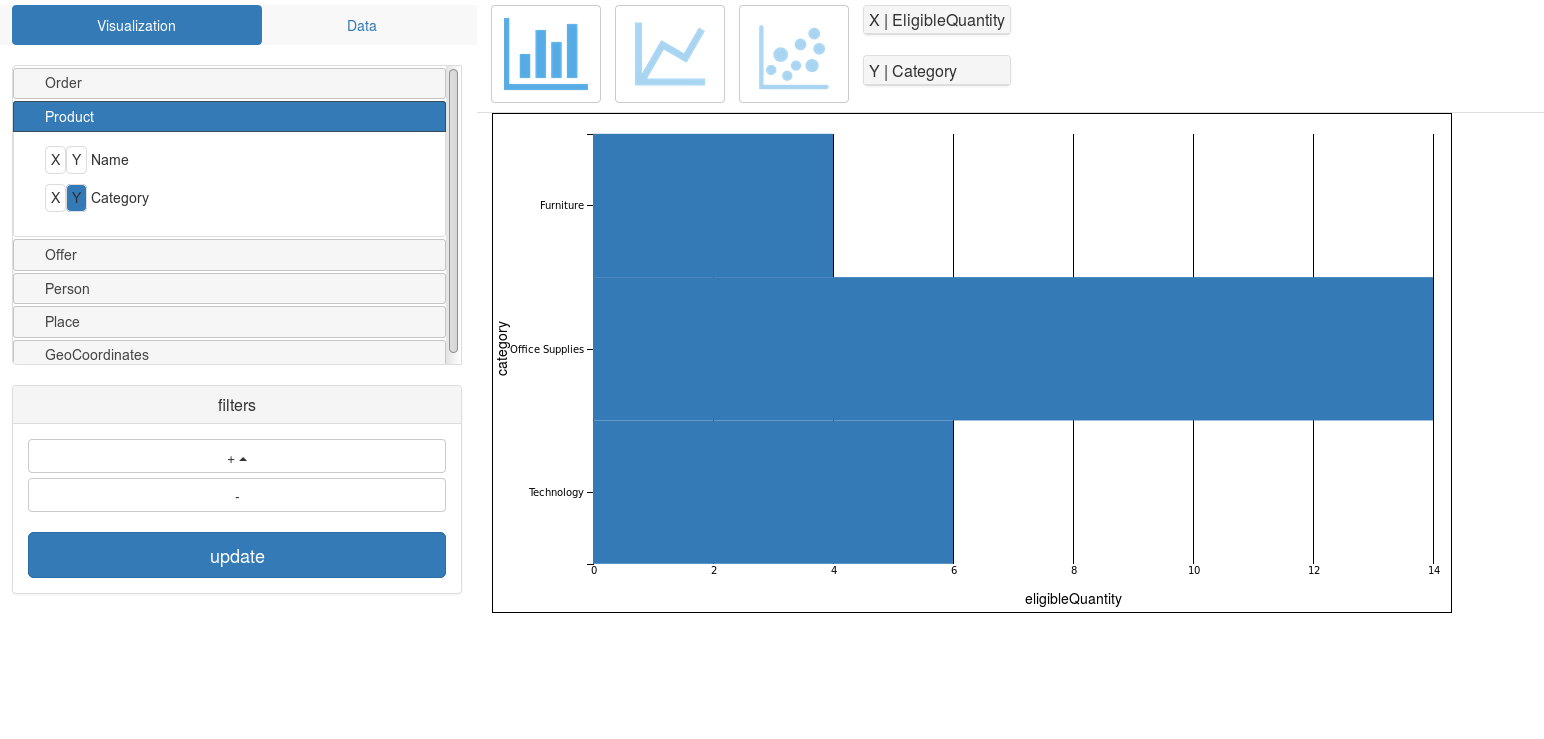 Visualization
Data
Order
Product
X Y Name
X Y Category
Offer
Person
Place
GeoCoordinates
filters
+
-
update
X | EligibleQuantity
Y | Category
category
Furniture
Office Supplies
Technology
0 2 4 6 8 10 12 14
eligibleQuantity